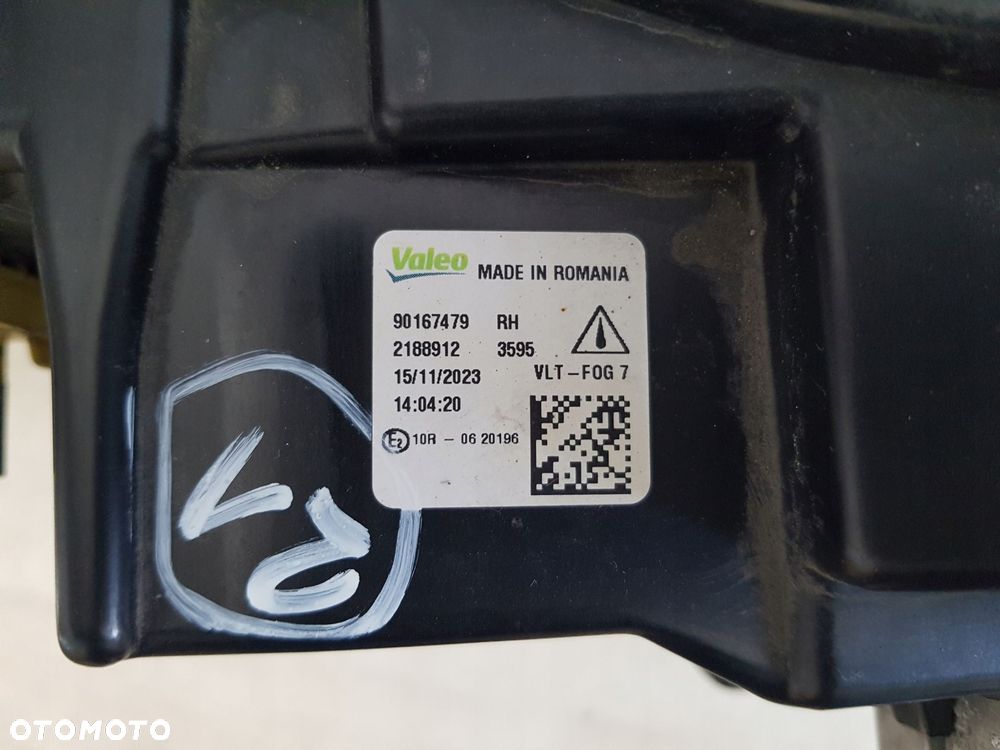 Valeo MADE IN ROMANIA
90167479 RH
2188912 3595
15/11/2023 VLT-FOG 7
14:04:20
E2 10R - 06 20196
OTOMOTO